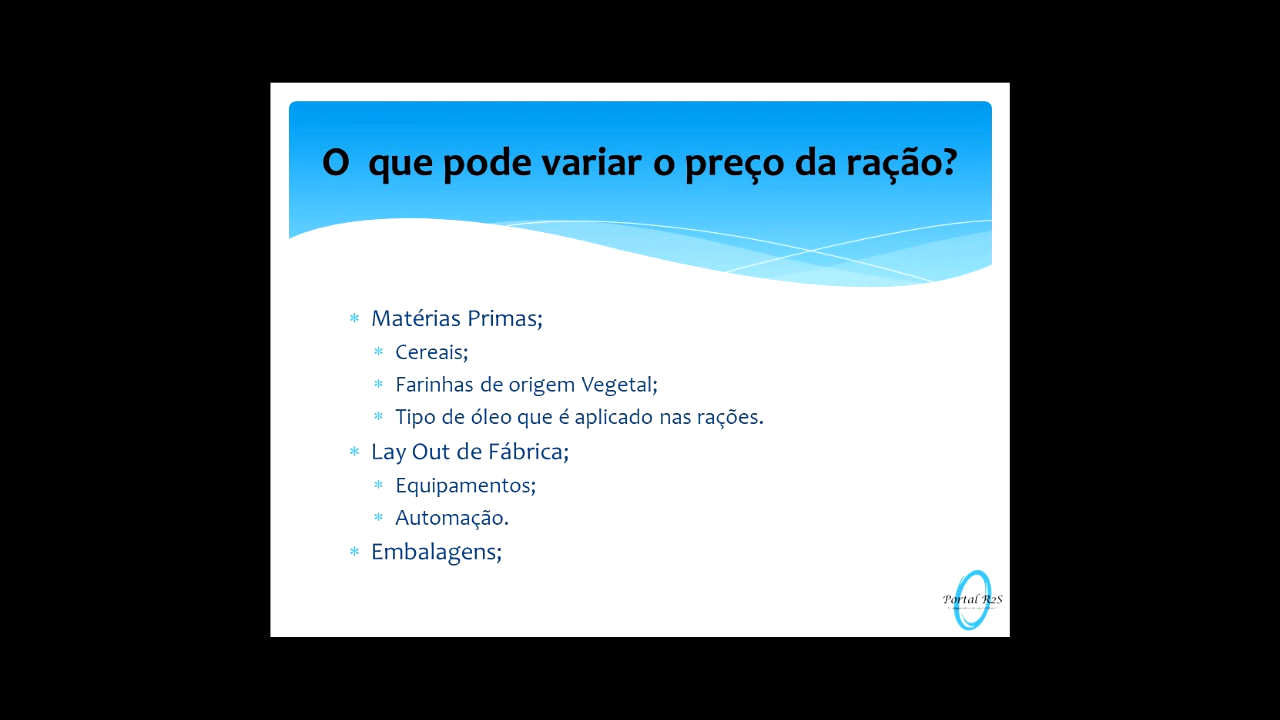 O que pode variar o preço da ração?
* Matérias Primas;
* Cereais;
* Farinhas de origem Vegetal;
* Tipo de óleo que é aplicado nas rações.
* Lay Out de Fábrica;
* Equipamentos;
* Automação.
* Embalagens;
Portal R2S